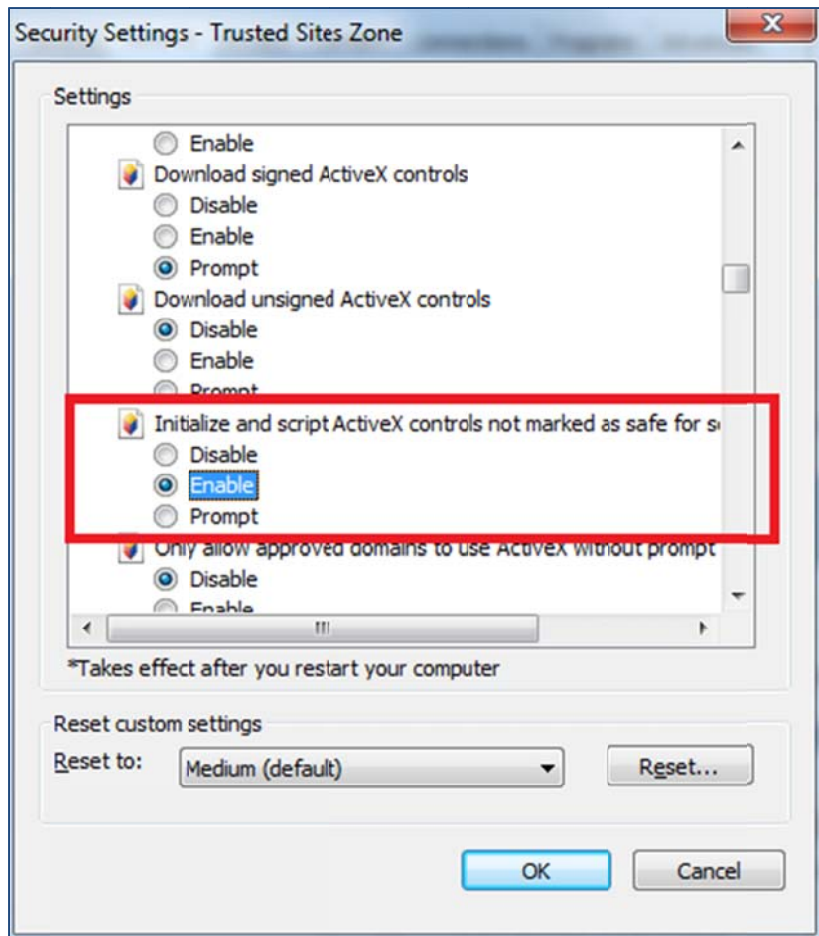 Security Settings - Trusted Sites Zone
Settings
Enable
Download signed ActiveX controls
Disable
Enable
Prompt
Download unsigned ActiveX controls
Disable
Enable
Prompt
Initialize and script ActiveX controls not marked as safe for s
Disable
Enable
Prompt
Only allow approved domains to use ActiveX without prompt
Disable
Enable
*Takes effect after you restart your computer
Reset custom settings
Reset to: Medium (default) Reset...
OK Cancel